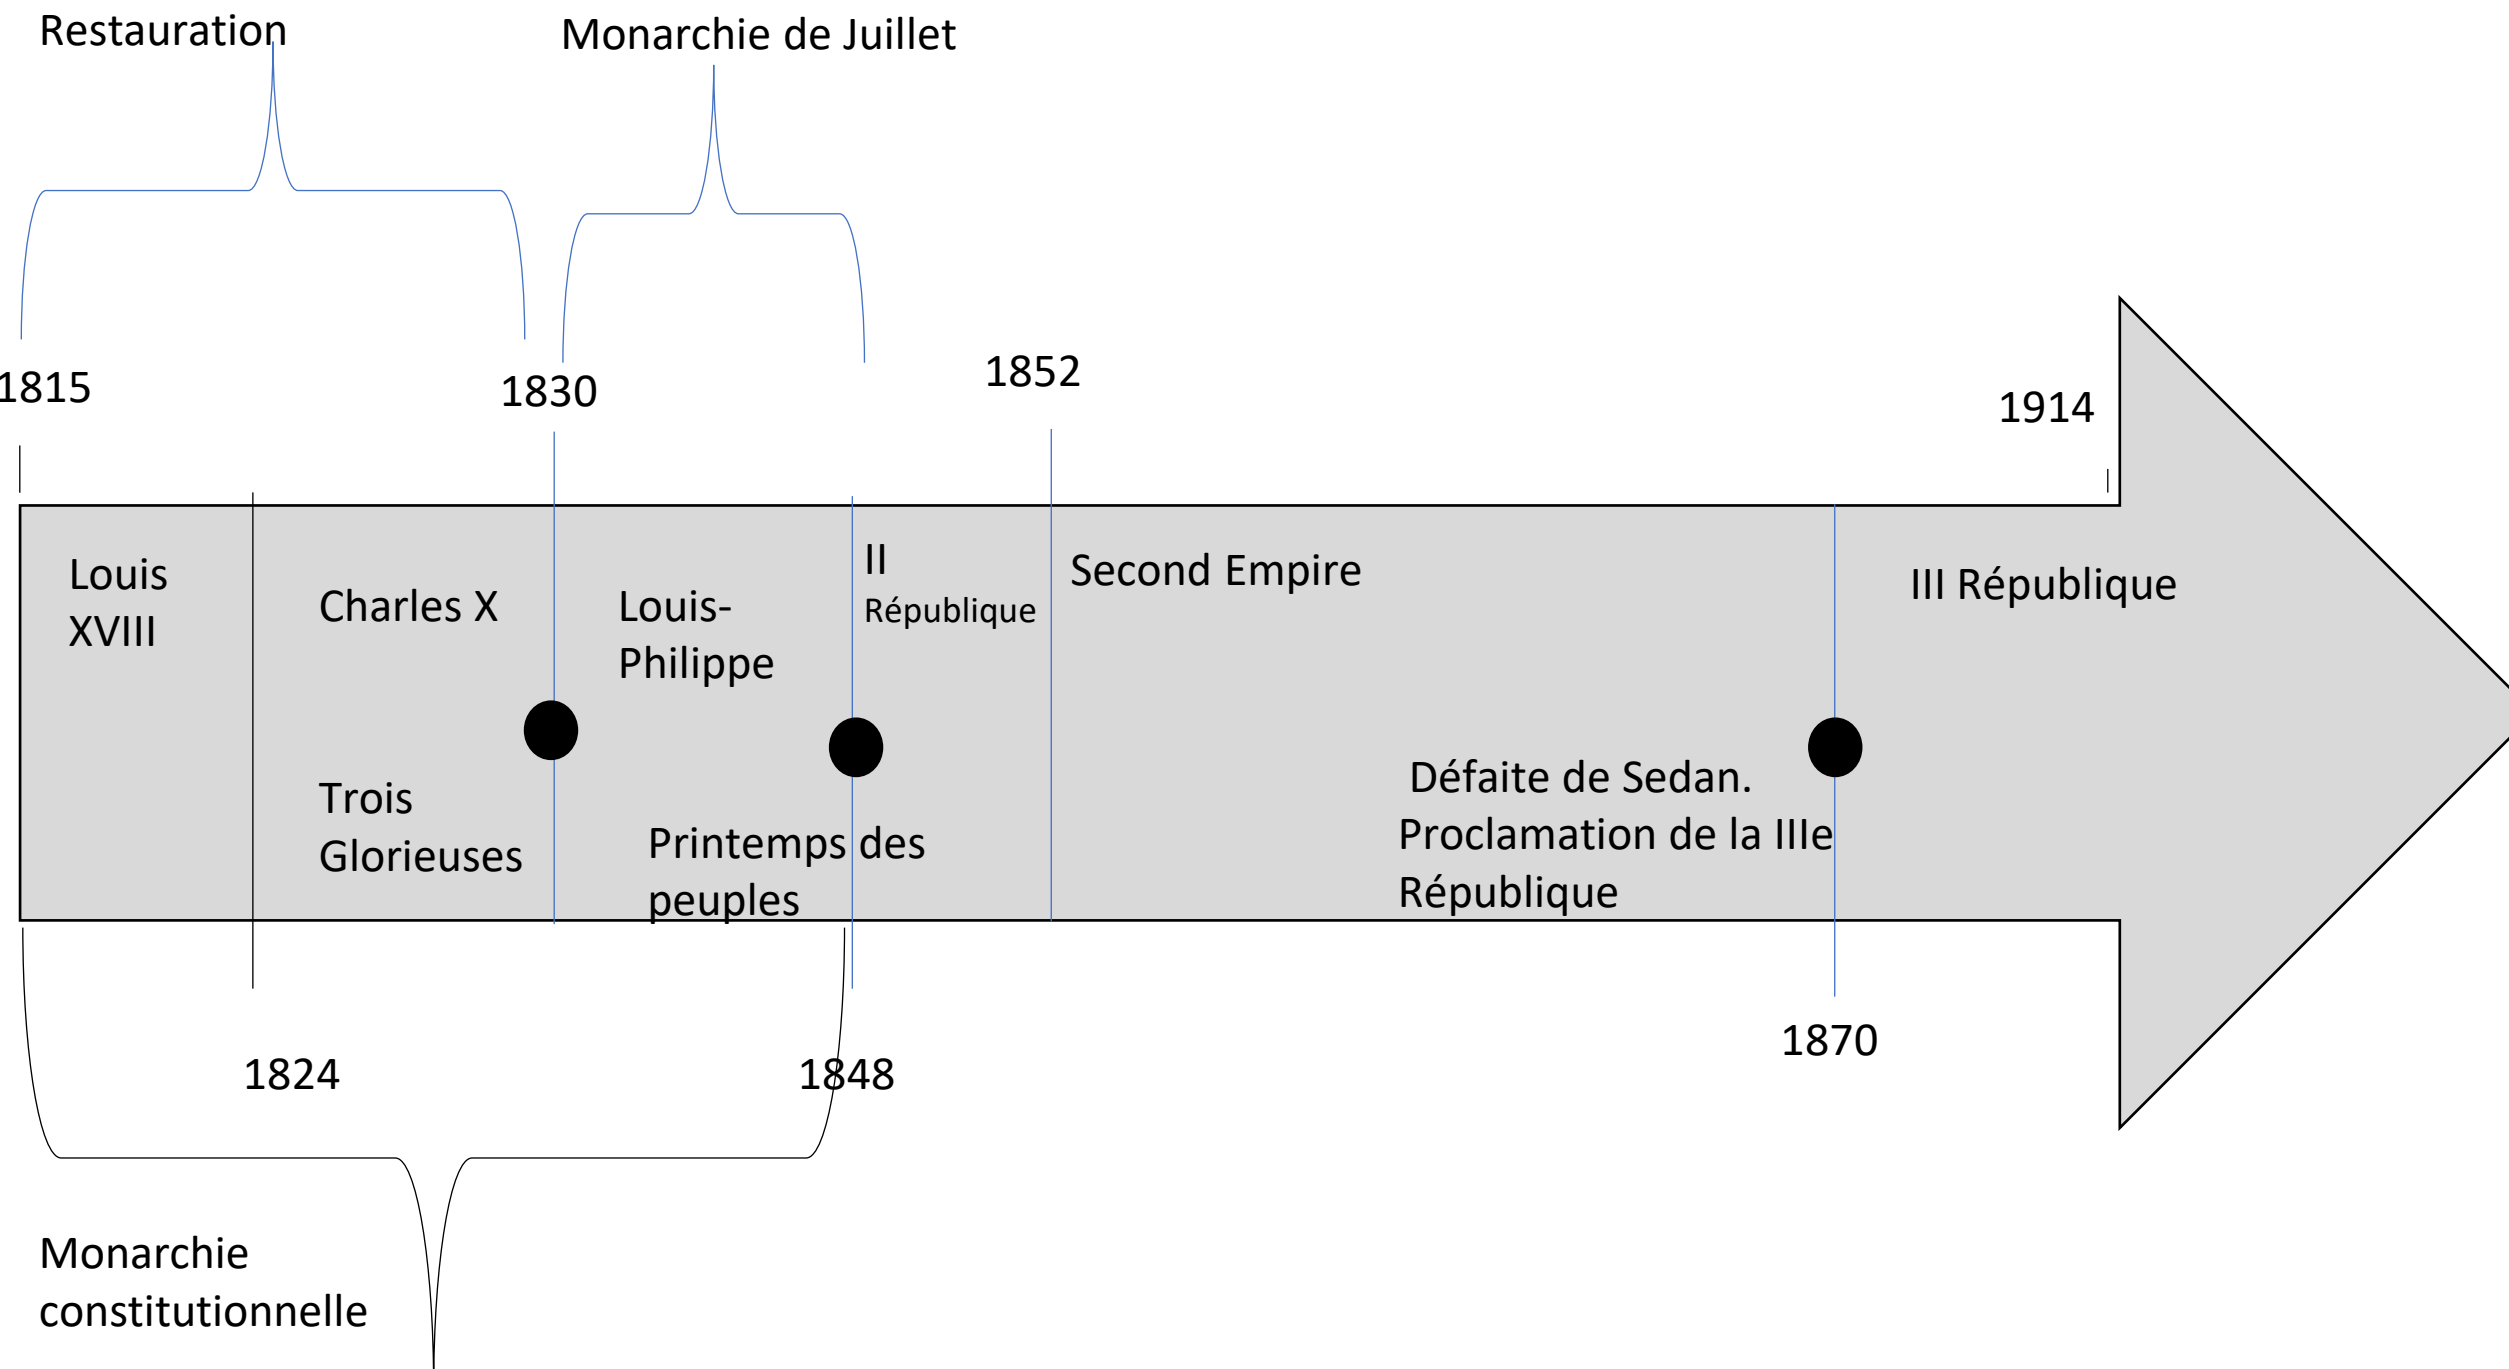 Restauration
Monarchie de Juillet
1815
1830
1852
1914
Louis
XVIII
Charles X
Louis-
Philippe
II
République
Second Empire
III République
Trois
Glorieuses
Printemps des
peuples
Défaite de Sedan.
Proclamation de la IIIe
République
1824
1848
1870
Monarchie
constitutionnelle